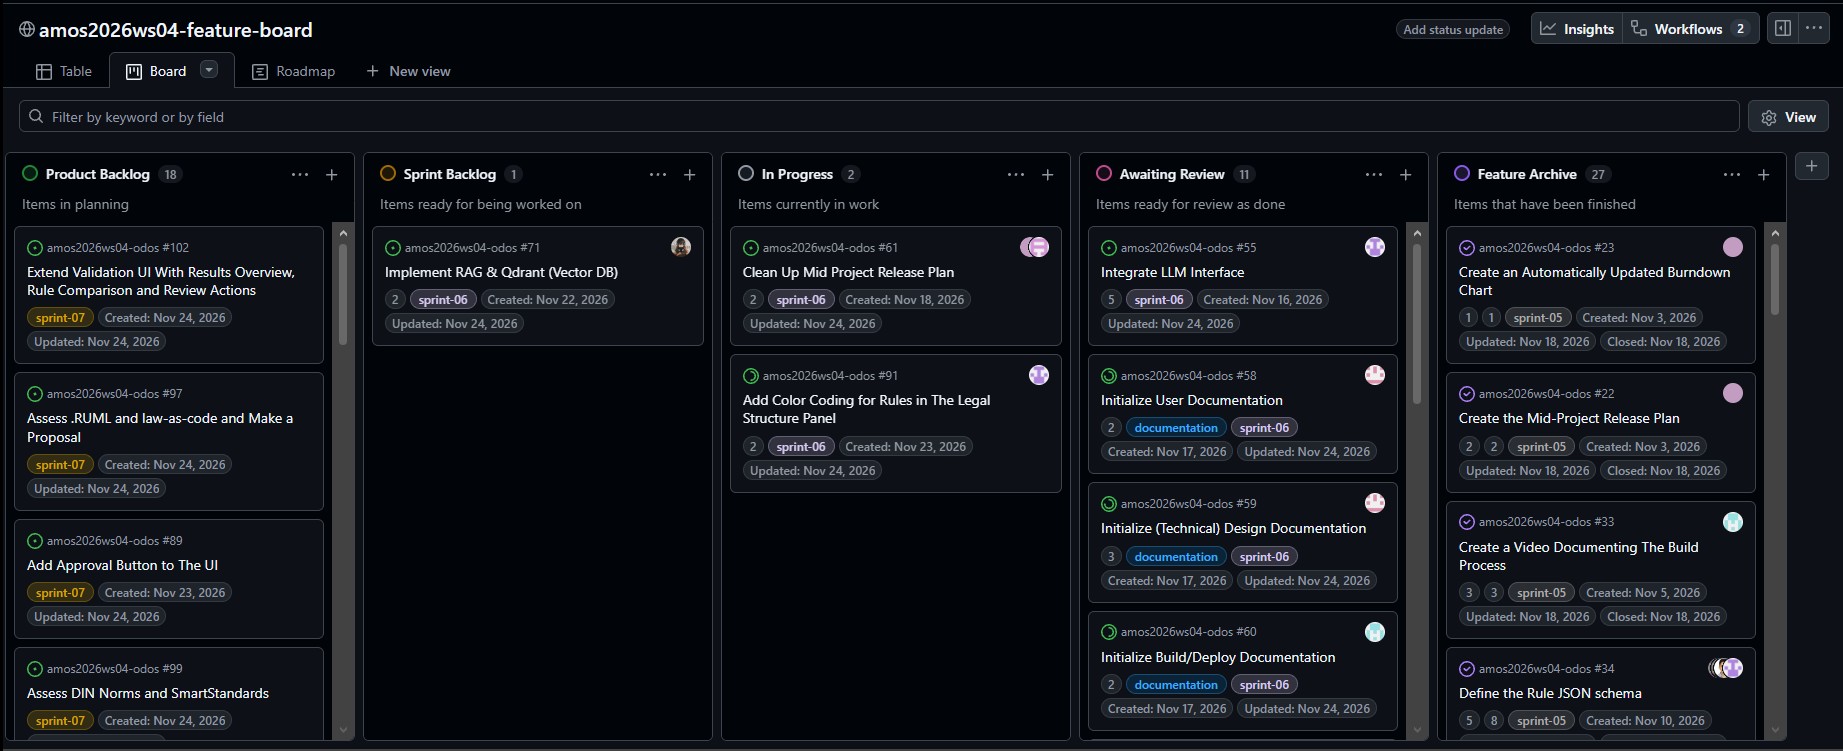 amos2026ws04-feature-board
Add status update
Insights
Workflows 2
Table
Board
Roadmap
+ New view
Filter by keyword or by field
View
Product Backlog 18
Items in planning
amos2026ws04-odos #102
Extend Validation UI With Results Overview,
Rule Comparison and Review Actions
sprint-07 Created: Nov 24, 2026
Updated: Nov 24, 2026
amos2026ws04-odos #97
Assess .RUML and law-as-code and Make a
Proposal
sprint-07 Created: Nov 24, 2026
Updated: Nov 24, 2026
amos2026ws04-odos #89
Add Approval Button to The UI
sprint-07 Created: Nov 23, 2026
Updated: Nov 24, 2026
amos2026ws04-odos #99
Assess DIN Norms and SmartStandards
sprint-07 Created: Nov 24, 2026
Sprint Backlog 1
Items ready for being worked on
amos2026ws04-odos #71
Implement RAG & Qdrant (Vector DB)
2 sprint-06 Created: Nov 22, 2026
Updated: Nov 24, 2026
In Progress 2
Items currently in work
amos2026ws04-odos #61
Clean Up Mid Project Release Plan
2 sprint-06 Created: Nov 18, 2026
Updated: Nov 24, 2026
amos2026ws04-odos #91
Add Color Coding for Rules in The Legal
Structure Panel
2 sprint-06 Created: Nov 23, 2026
Updated: Nov 24, 2026
Awaiting Review 11
Items ready for review as done
amos2026ws04-odos #55
Integrate LLM Interface
5 sprint-06 Created: Nov 16, 2026
Updated: Nov 24, 2026
amos2026ws04-odos #58
Initialize User Documentation
2 documentation sprint-06
Created: Nov 17, 2026 Updated: Nov 24, 2026
amos2026ws04-odos #59
Initialize (Technical) Design Documentation
3 documentation sprint-06
Created: Nov 17, 2026 Updated: Nov 24, 2026
amos2026ws04-odos #60
Initialize Build/Deploy Documentation
2 documentation sprint-06
Created: Nov 17, 2026 Updated: Nov 24, 2026
Feature Archive 27
Items that have been finished
amos2026ws04-odos #23
Create an Automatically Updated Burndown
Chart
1 1 sprint-05 Created: Nov 3, 2026
Updated: Nov 18, 2026 Closed: Nov 18, 2026
amos2026ws04-odos #22
Create the Mid-Project Release Plan
2 2 sprint-05 Created: Nov 3, 2026
Updated: Nov 18, 2026 Closed: Nov 18, 2026
amos2026ws04-odos #33
Create a Video Documenting The Build
Process
3 3 sprint-05 Created: Nov 5, 2026
Updated: Nov 18, 2026 Closed: Nov 18, 2026
amos2026ws04-odos #34
Define the Rule JSON schema
5 8 sprint-05 Created: Nov 10, 2026